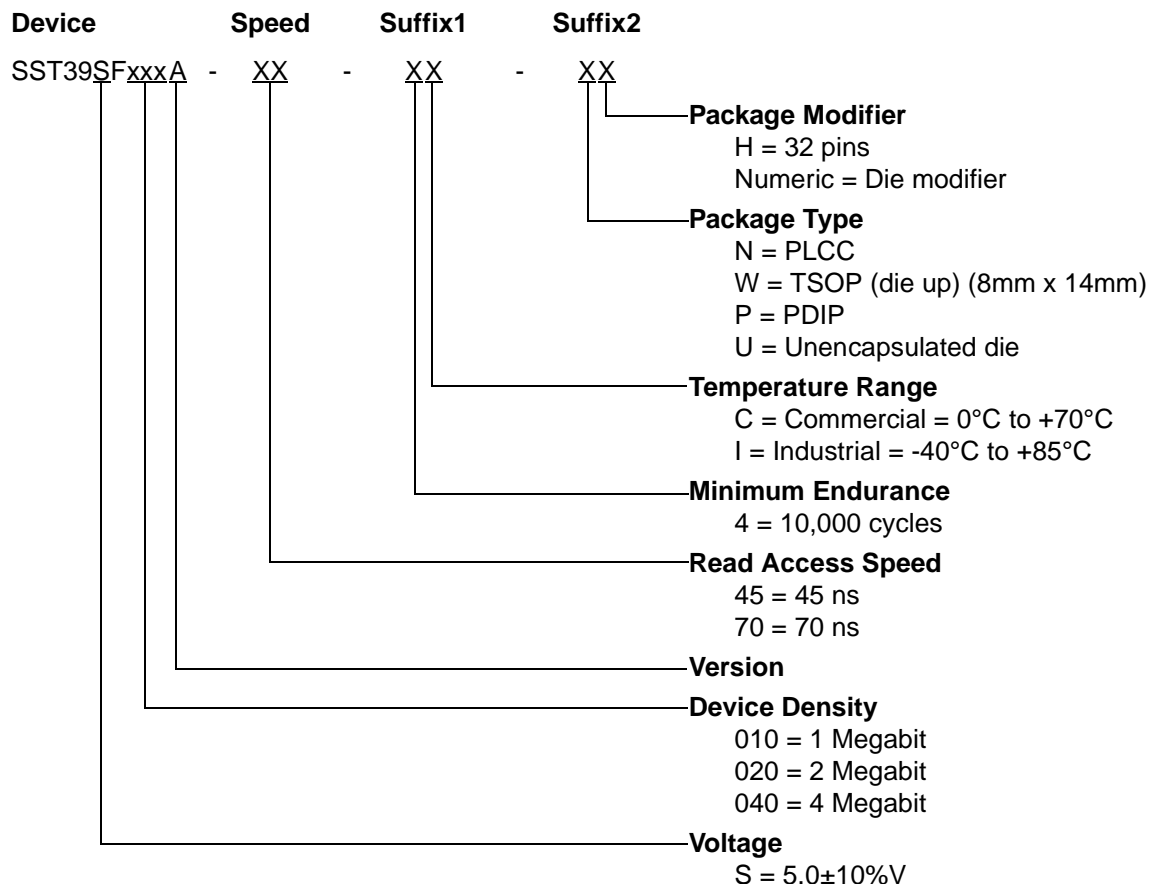 Device Speed Suffix1 Suffix2
SST39SFxxxA - XX - XX - XX
Package Modifier
H = 32 pins
Numeric = Die modifier
Package Type
N = PLCC
W = TSOP (die up) (8mm x 14mm)
P = PDIP
U = Unencapsulated die
Temperature Range
C = Commercial = 0°C to +70°C
I = Industrial = -40°C to +85°C
Minimum Endurance
4 = 10,000 cycles
Read Access Speed
45 = 45 ns
70 = 70 ns
Version
Device Density
010 = 1 Megabit
020 = 2 Megabit
040 = 4 Megabit
Voltage
S = 5.0±10%V